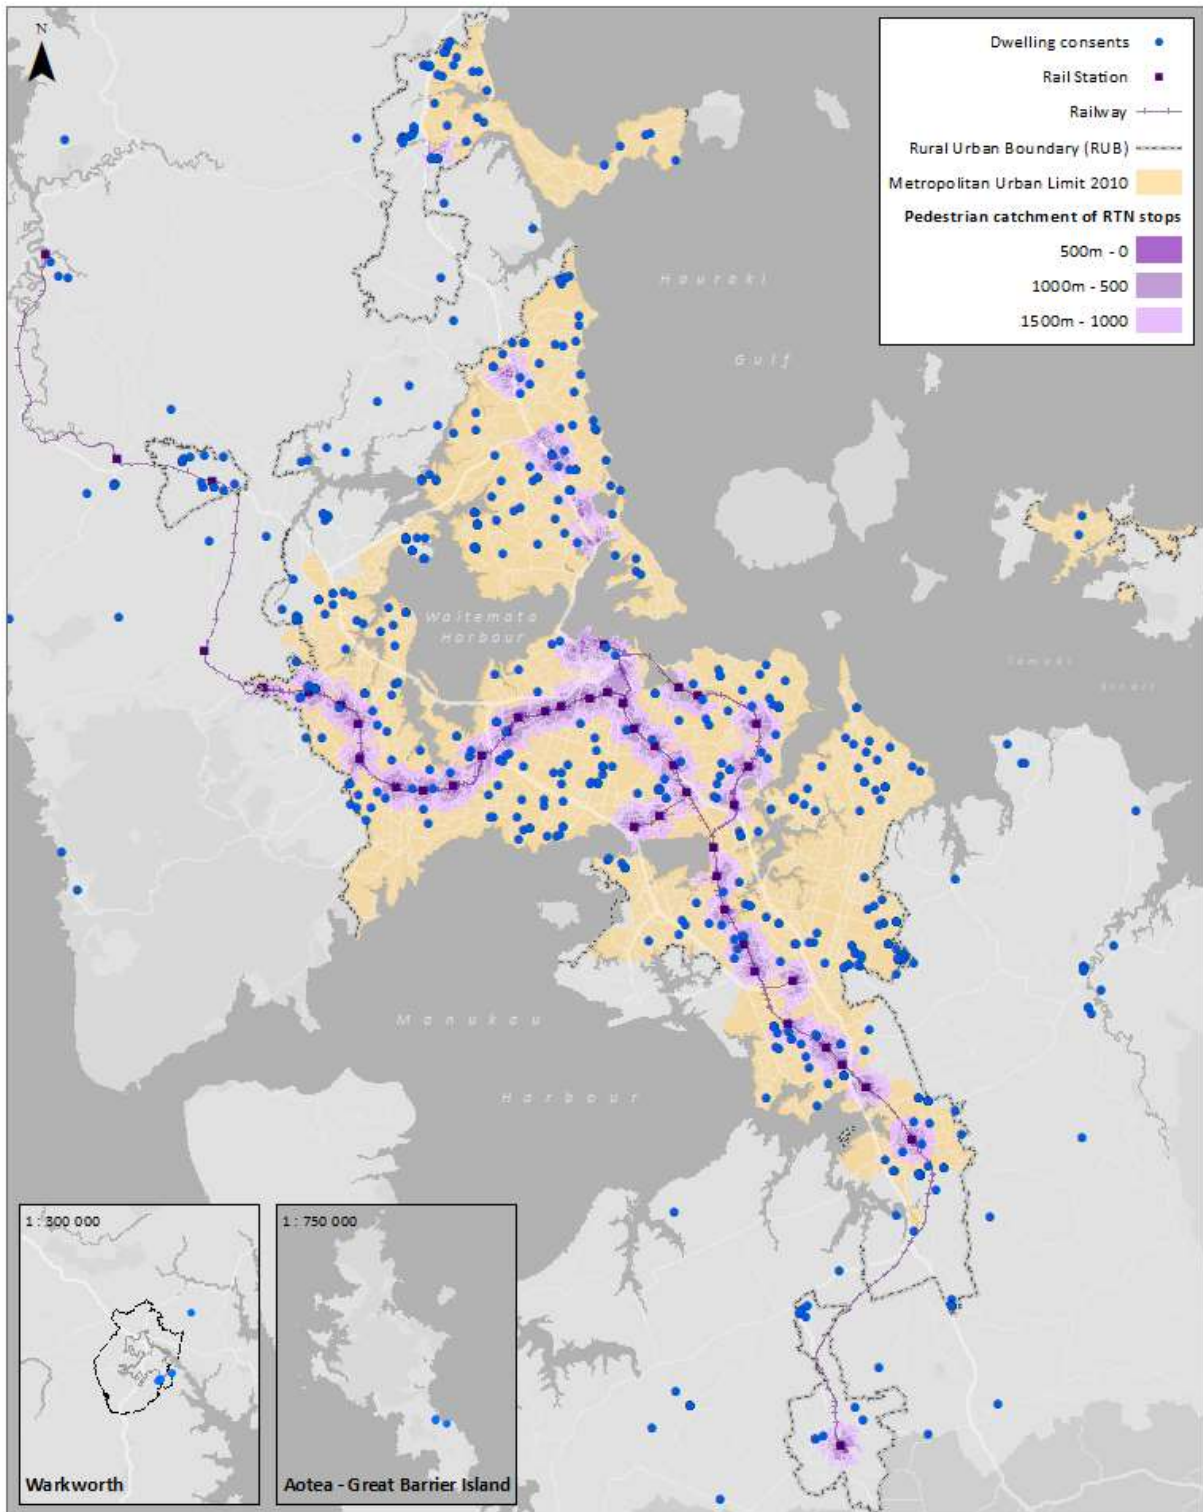 N
Dwelling consents
Rail Station
Railway
Rural Urban Boundary (RUB)
Metropolitan Urban Limit 2010
Pedestrian catchment of RTN stops
500m - 0
1000m - 500
1500m - 1000
Hauraki
Gulf
Waitemata
Harbour
Tamaki
Strait
Manukau
Harbour
1 : 300 000
Warkworth
1 : 750 000
Aotea - Great Barrier Island